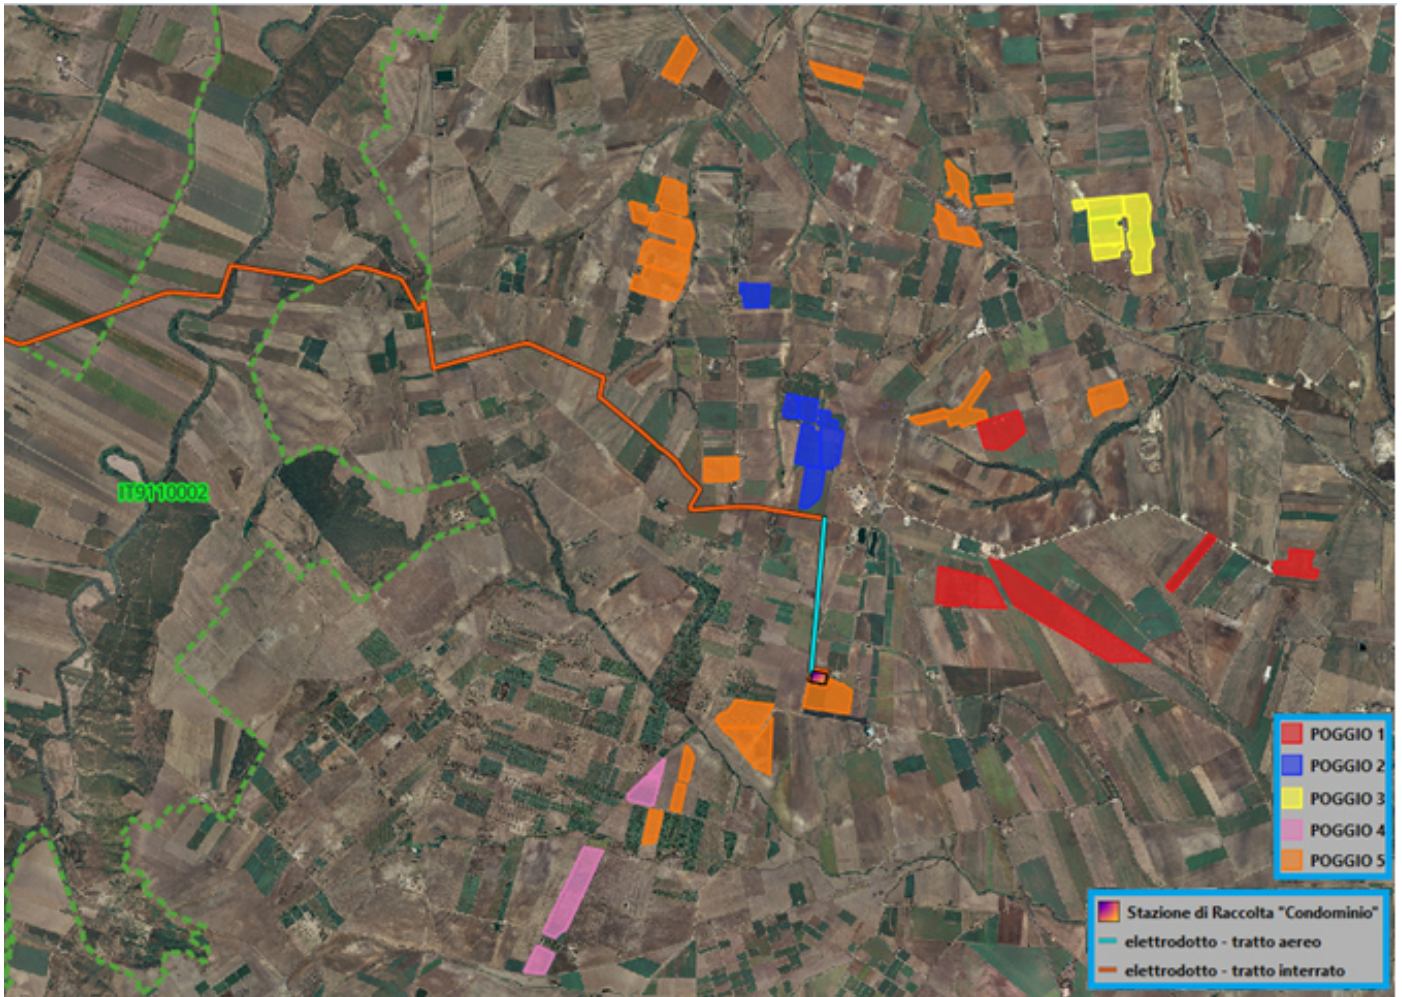 IT9110002
POGGIO 1
POGGIO 2
POGGIO 3
POGGIO 4
POGGIO 5
Stazione di Raccolta "Condominio"
elettrodotto - tratto aereo
elettrodotto - tratto interrato